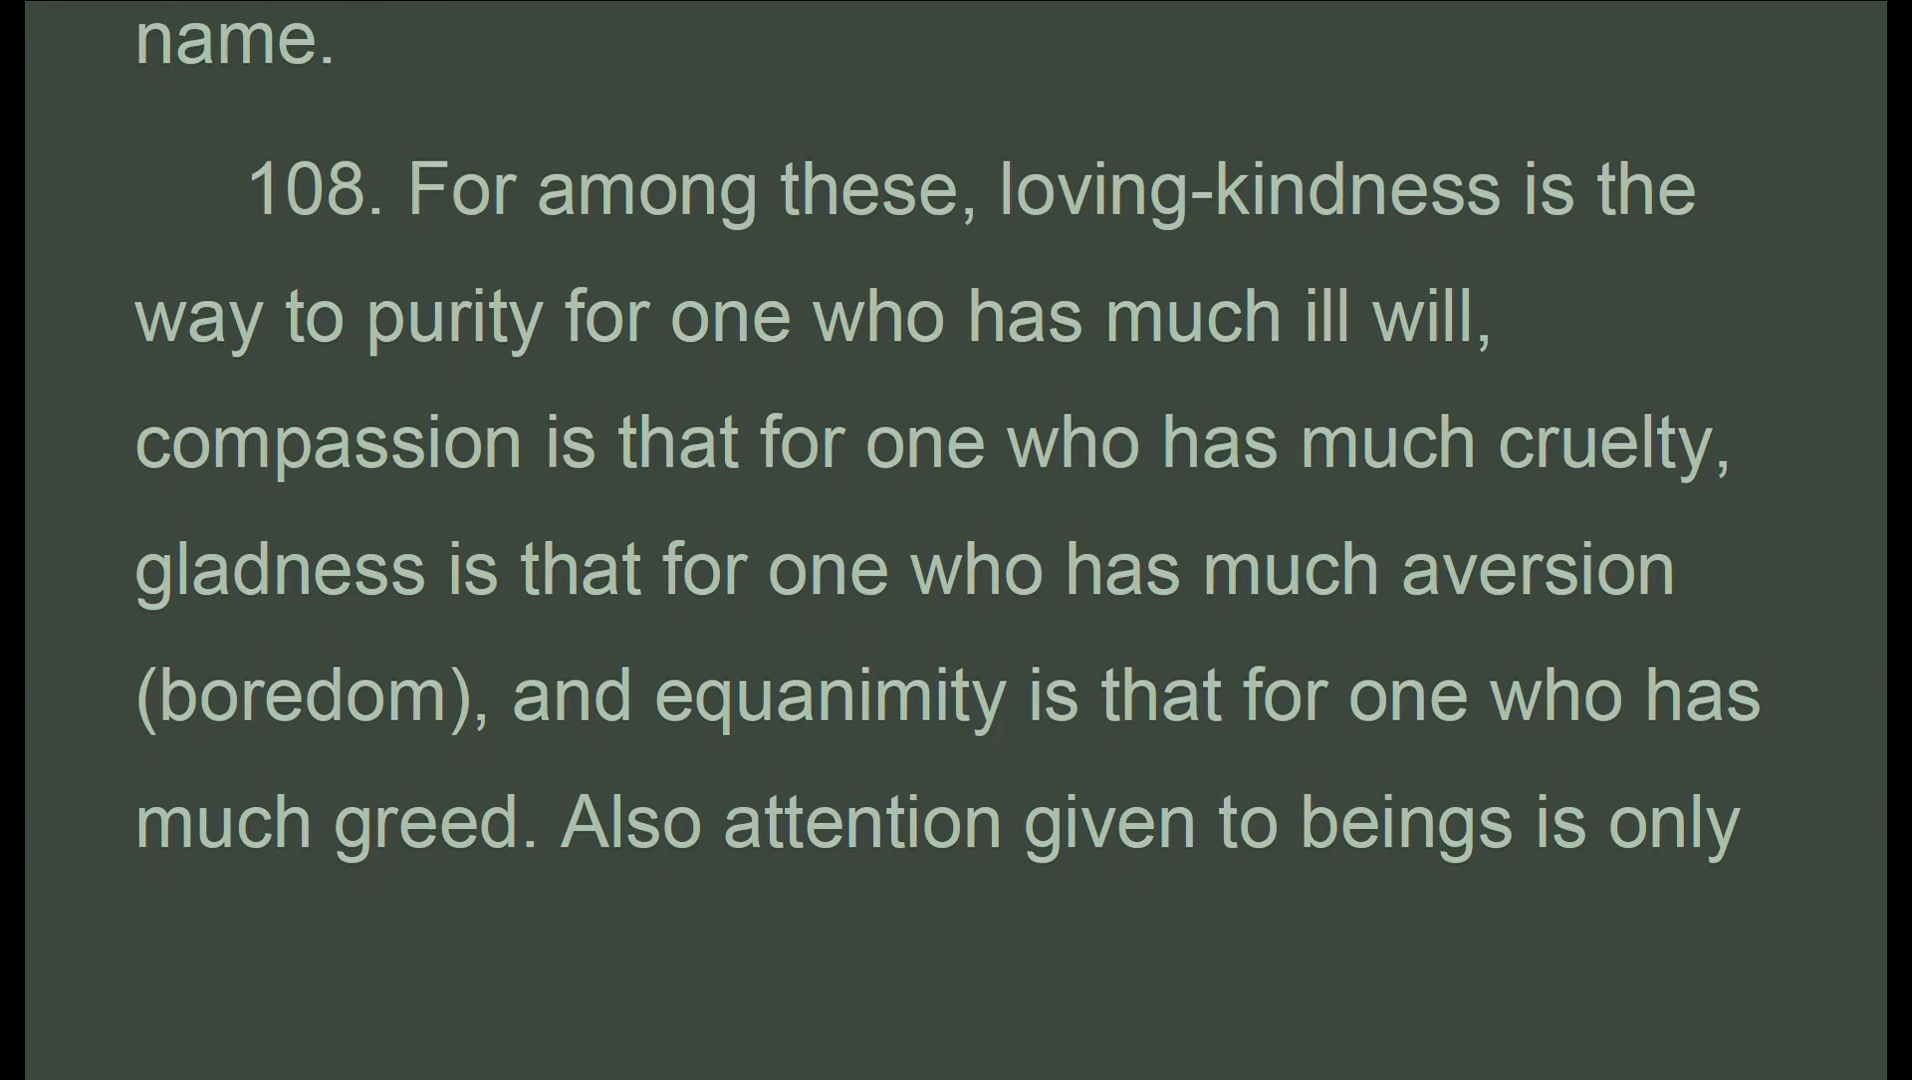 name.
108. For among these, loving-kindness is the
way to purity for one who has much ill will,
compassion is that for one who has much cruelty,
gladness is that for one who has much aversion
(boredom), and equanimity is that for one who has
much greed. Also attention given to beings is only